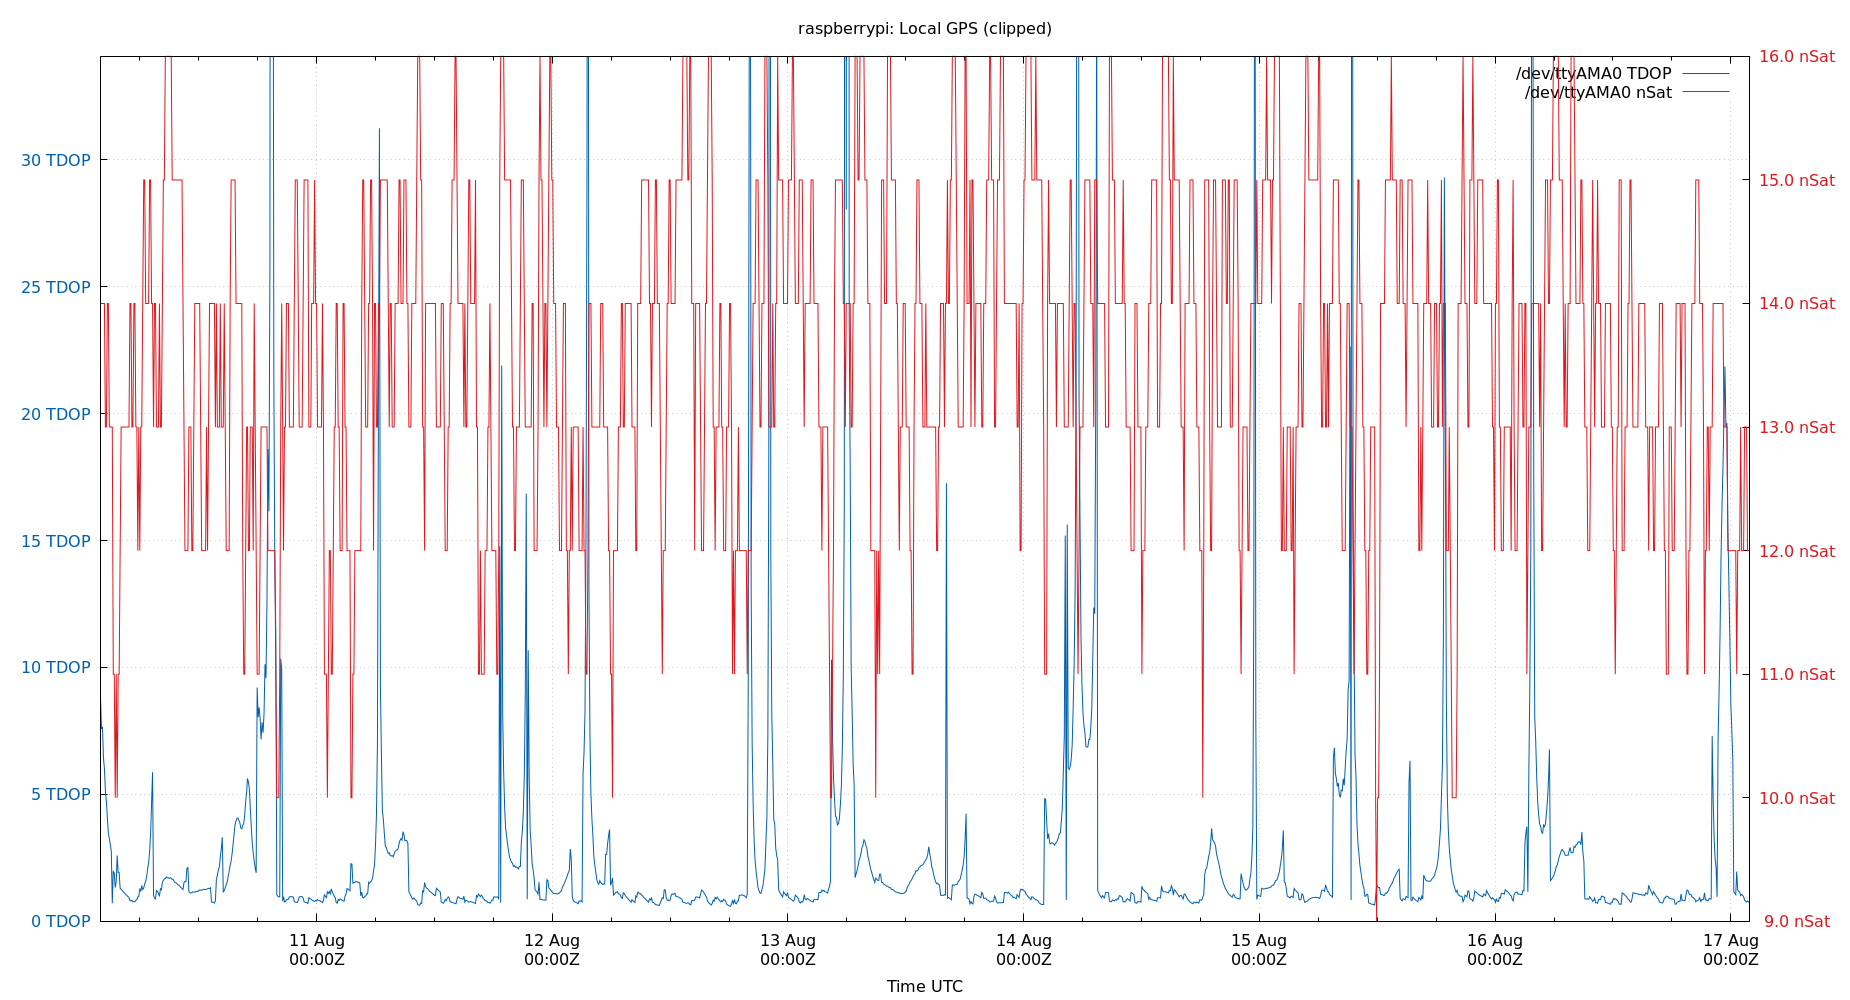 raspberrypi: Local GPS (clipped)
16.0 nSat
/dev/ttyAMA0 TDOP
/dev/ttyAMA0 nSat
30 TDOP
15.0 nSat
25 TDOP
14.0 nSat
20 TDOP
13.0 nSat
15 TDOP
12.0 nSat
10 TDOP
11.0 nSat
5 TDOP
10.0 nSat
0 TDOP
9.0 nSat
11 Aug 12 Aug 13 Aug 14 Aug 15 Aug 16 Aug 17 Aug
00:00Z 00:00Z 00:00Z 00:00Z 00:00Z 00:00Z 00:00Z
Time UTC